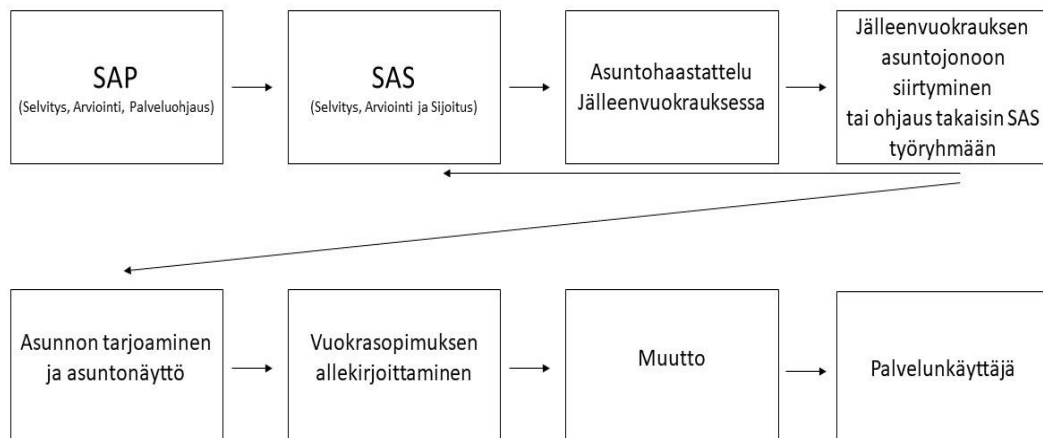 SAP
(Selvitys, Arviointi, Palveluohjaus)
SAS
(Selvitys, Arviointi ja Sijoitus)
Asuntohaastattelu
Jälleenvuokrauksessa
Jälleenvuokrauksen
asuntojonoon
siirtyminen
tai ohjaus takaisin SAS
työryhmään
Asunnon tarjoaminen
ja asuntonäyttö
Vuokrasopimuksen
allekirjoittaminen
Muutto
Palvelunkäyttäjä